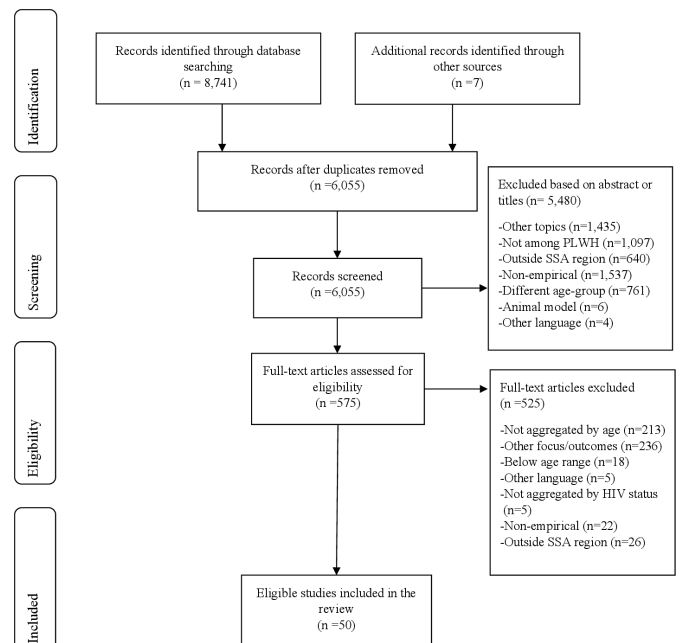 Identification
Records identified through database
searching
(n = 8,741)
Additional records identified through
other sources
(n =7)
Records after duplicates removed
(n =6,055)
Screening
Records screened
(n =6,055)
Excluded based on abstract or
titles (n= 5,480)
-Other topics (n=1,435)
-Not among PLWH (n=1,097)
-Outside SSA region (n=640)
-Non-empirical (n=1,537)
-Different age-group (n=761)
-Animal model (n=6)
-Other language (n=4)
Eligibility
Full-text articles assessed for
eligibility
(n =575)
Full-text articles excluded
(n =525)
-Not aggregated by age (n=213)
-Other focus/outcomes (n=236)
-Below age range (n=18)
-Other language (n=5)
-Not aggregated by HIV status
(n=5)
-Non-empirical (n=22)
-Outside SSA region (n=26)
Included
Eligible studies included in the
review
(n =50)